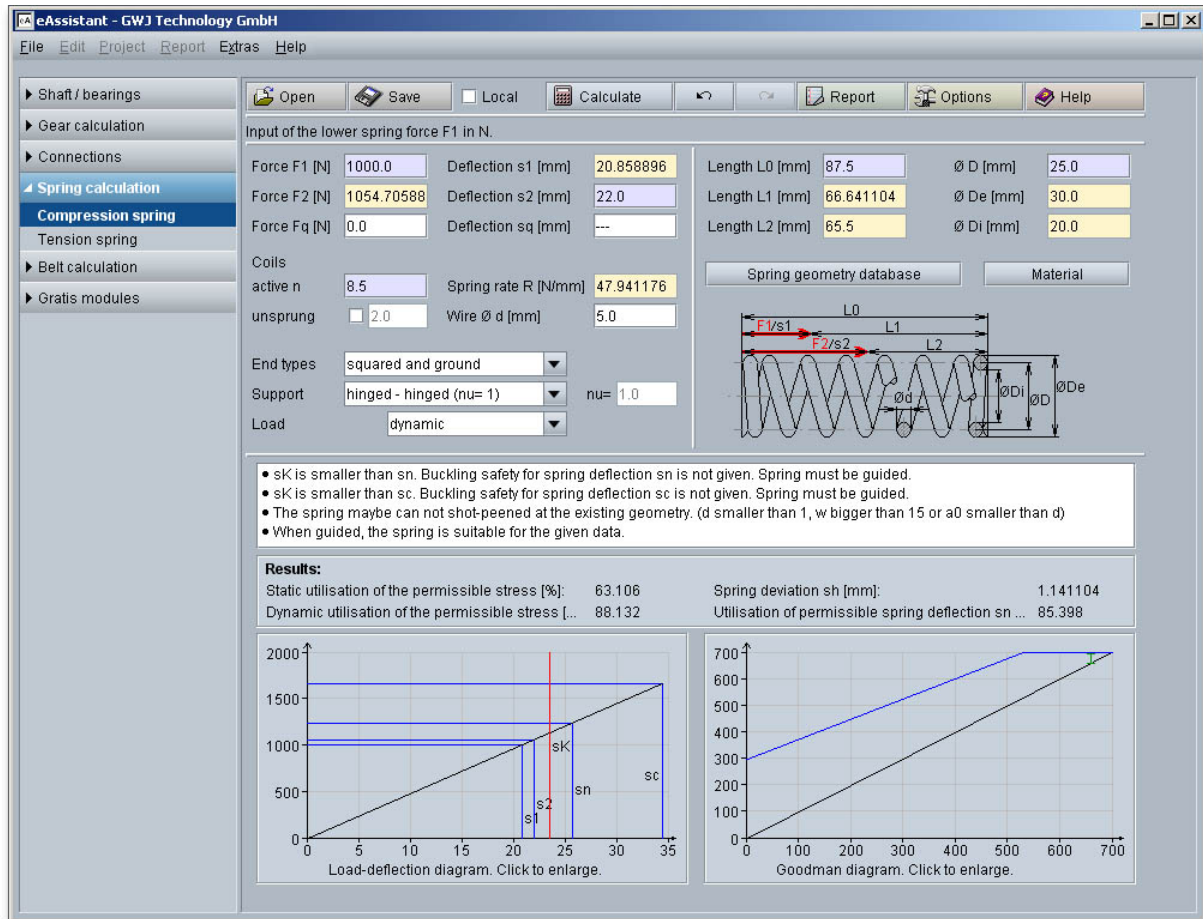 eA eAssistant - GWJ Technology GmbH
File Edit Project Report Extras Help
Shaft / bearings
Gear calculation
Connections
Spring calculation
Compression spring
Tension spring
Belt calculation
Gratis modules
Open Save Local Calculate Report Options Help
Input of the lower spring force F1 in N.
Force F1 [N] 1000.0 Deflection s1 [mm] 20.858896 Length L0 [mm] 87.5 Ø D [mm] 25.0
Force F2 [N] 1054.70588 Deflection s2 [mm] 22.0 Length L1 [mm] 66.641104 Ø De [mm] 30.0
Force Fq [N] 0.0 Deflection sq [mm] --- Length L2 [mm] 65.5 Ø Di [mm] 20.0
Coils
active n 8.5 Spring rate R [N/mm] 47.941176
unsprung 2.0 Wire Ø d [mm] 5.0
End types squared and ground
Support hinged - hinged (nu= 1) nu= 1.0
Load dynamic
Spring geometry database Material
L0
F1/s1 L1
F2/s2 L2
Ød ØDi ØD ØDe
● sK is smaller than sn. Buckling safety for spring deflection sn is not given. Spring must be guided.
● sK is smaller than sc. Buckling safety for spring deflection sc is not given. Spring must be guided.
● The spring maybe can not shot-peened at the existing geometry. (d smaller than 1, w bigger than 15 or a0 smaller than d)
● When guided, the spring is suitable for the given data.
Results:
Static utilisation of the permissible stress [%]: 63.106 Spring deviation sh [mm]: 1.141104
Dynamic utilisation of the permissible stress [... 88.132 Utilisation of permissible spring deflection sn ... 85.398
2000
1500
1000
500
0
sK
sc
sn
s2
s1
0 5 10 15 20 25 30 35
Load-deflection diagram. Click to enlarge.
700
600
500
400
300
200
100
0
0 100 200 300 400 500 600 700
Goodman diagram. Click to enlarge.